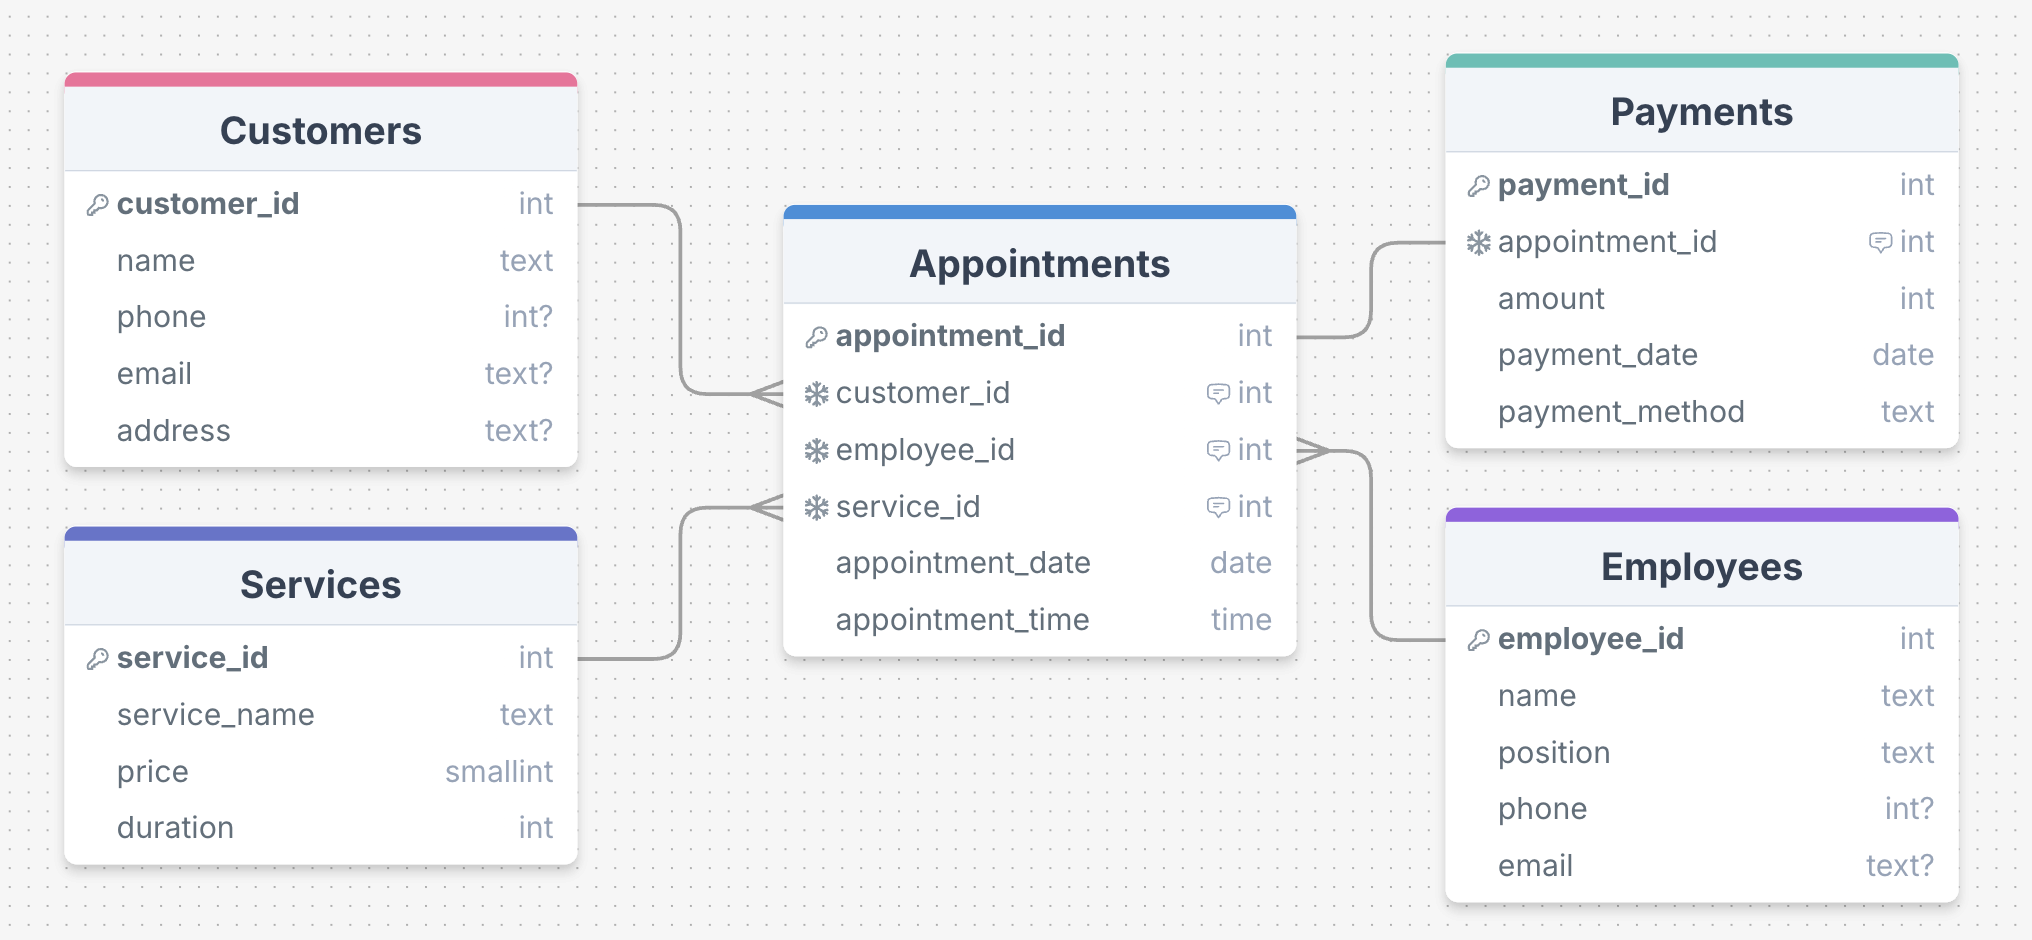 Customers
customer_id int
name text
phone int?
email text?
address text?
Services
service_id int
service_name text
price smallint
duration int
Appointments
appointment_id int
customer_id int
employee_id int
service_id int
appointment_date date
appointment_time time
Payments
payment_id int
appointment_id int
amount int
payment_date date
payment_method text
Employees
employee_id int
name text
position text
phone int?
email text?